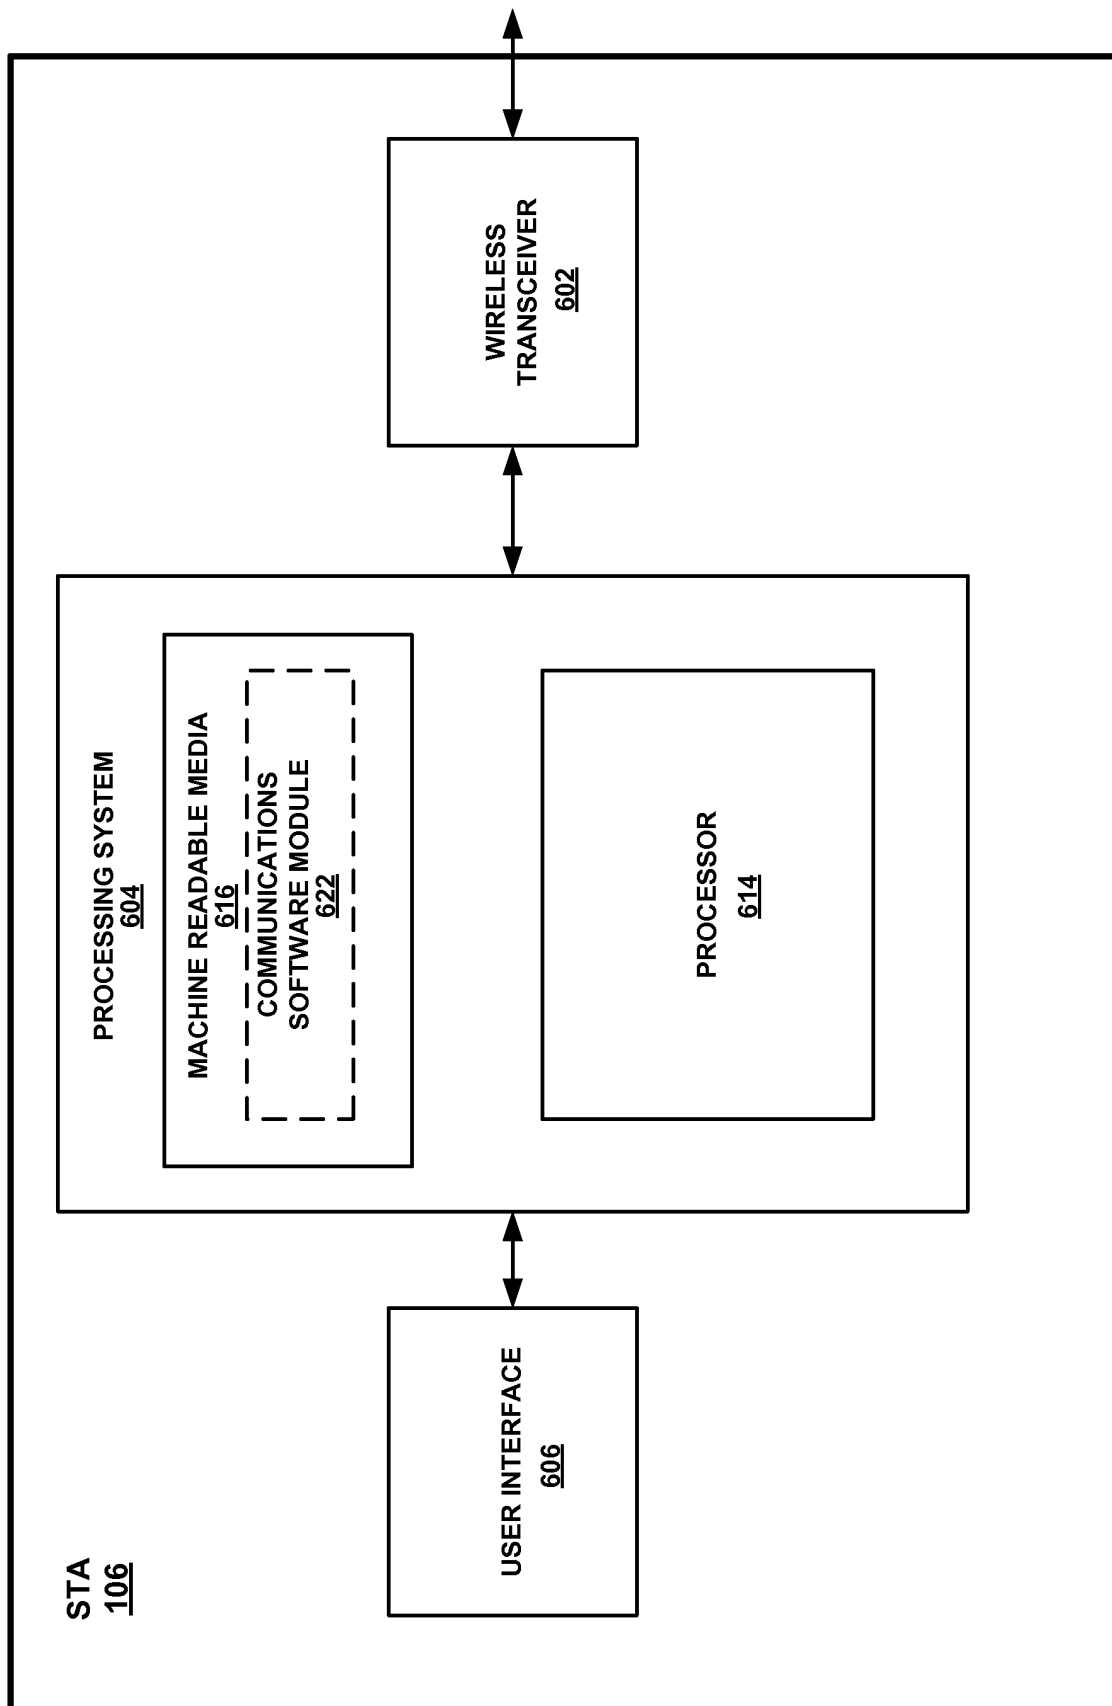 STA
106
USER INTERFACE
606
PROCESSING SYSTEM
604
MACHINE READABLE MEDIA
616
COMMUNICATIONS
SOFTWARE MODULE
622
PROCESSOR
614
WIRELESS
TRANSCEIVER
602